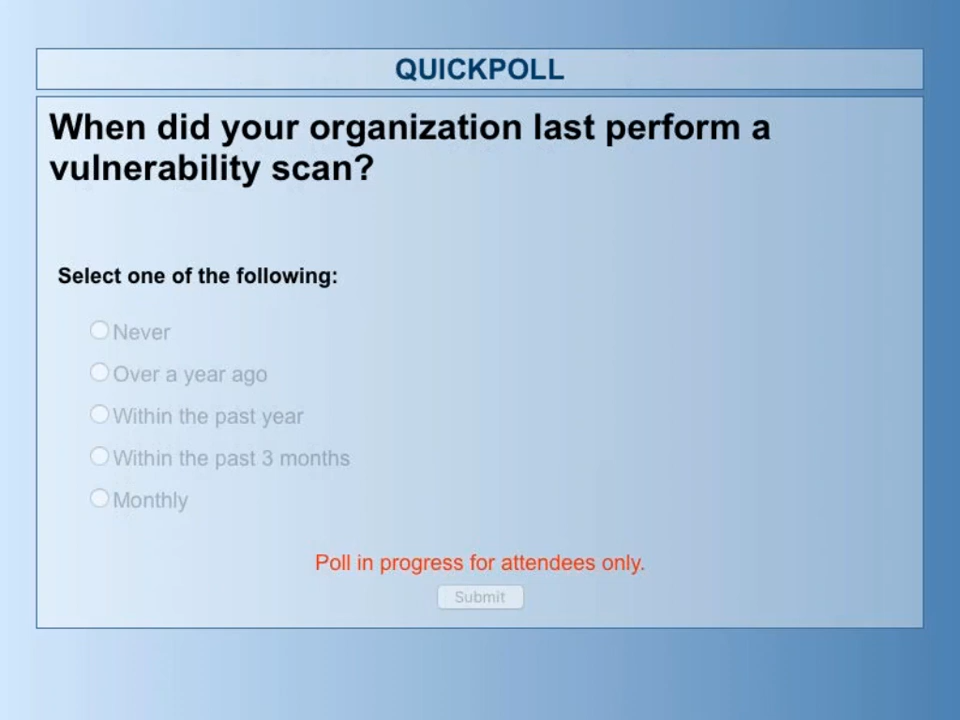 QUICKPOLL
When did your organization last perform a
vulnerability scan?
Select one of the following:
Never
Over a year ago
Within the past year
Within the past 3 months
Monthly
Poll in progress for attendees only.
Submit